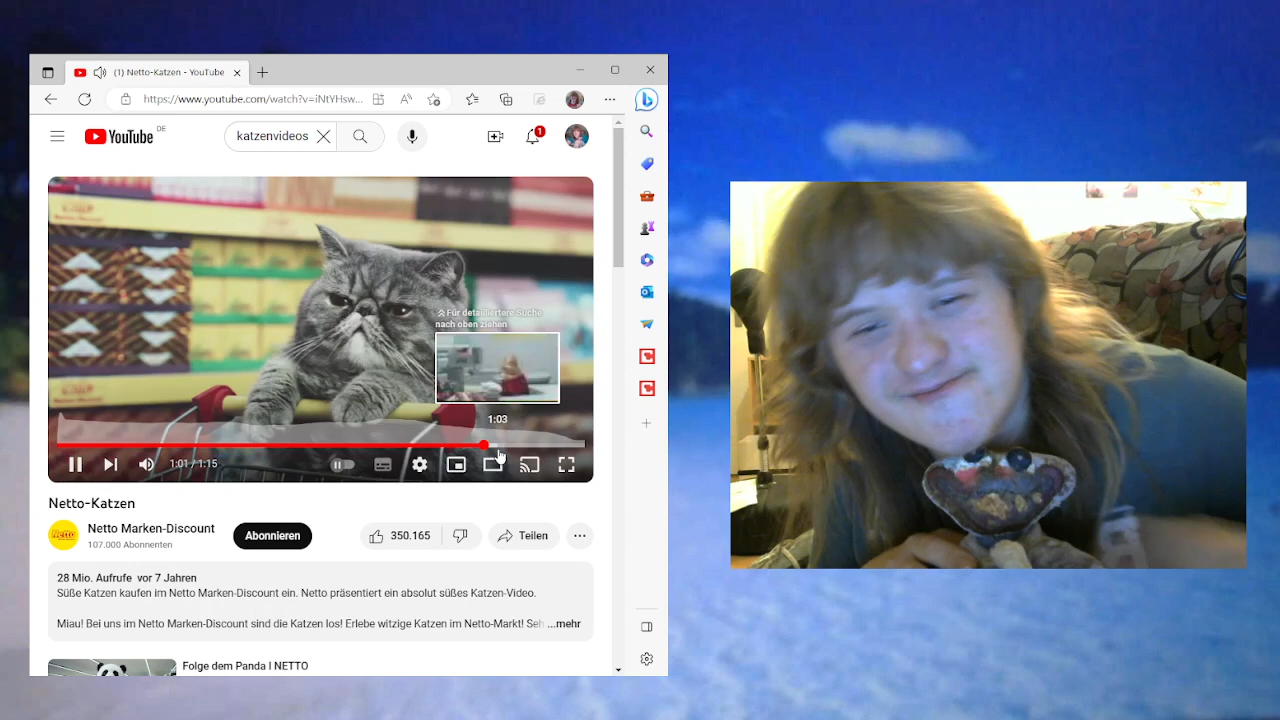 (1) Netto-Katzen - YouTube
https://www.youtube.com/watch?v=iNtYHsw...
YouTube DE
katzenvideos
1
Für detailliertere Suche
nach oben ziehen
1:03
1:01 / 1:15
Netto-Katzen
Netto
Netto Marken-Discount
107.000 Abonnenten
Abonnieren
350.165
Teilen
28 Mio. Aufrufe vor 7 Jahren
Süße Katzen kaufen im Netto Marken-Discount ein. Netto präsentiert ein absolut süßes Katzen-Video.
Miau! Bei uns im Netto Marken-Discount sind die Katzen los! Erlebe witzige Katzen im Netto-Markt! Seh ...mehr
Folge dem Panda I NETTO